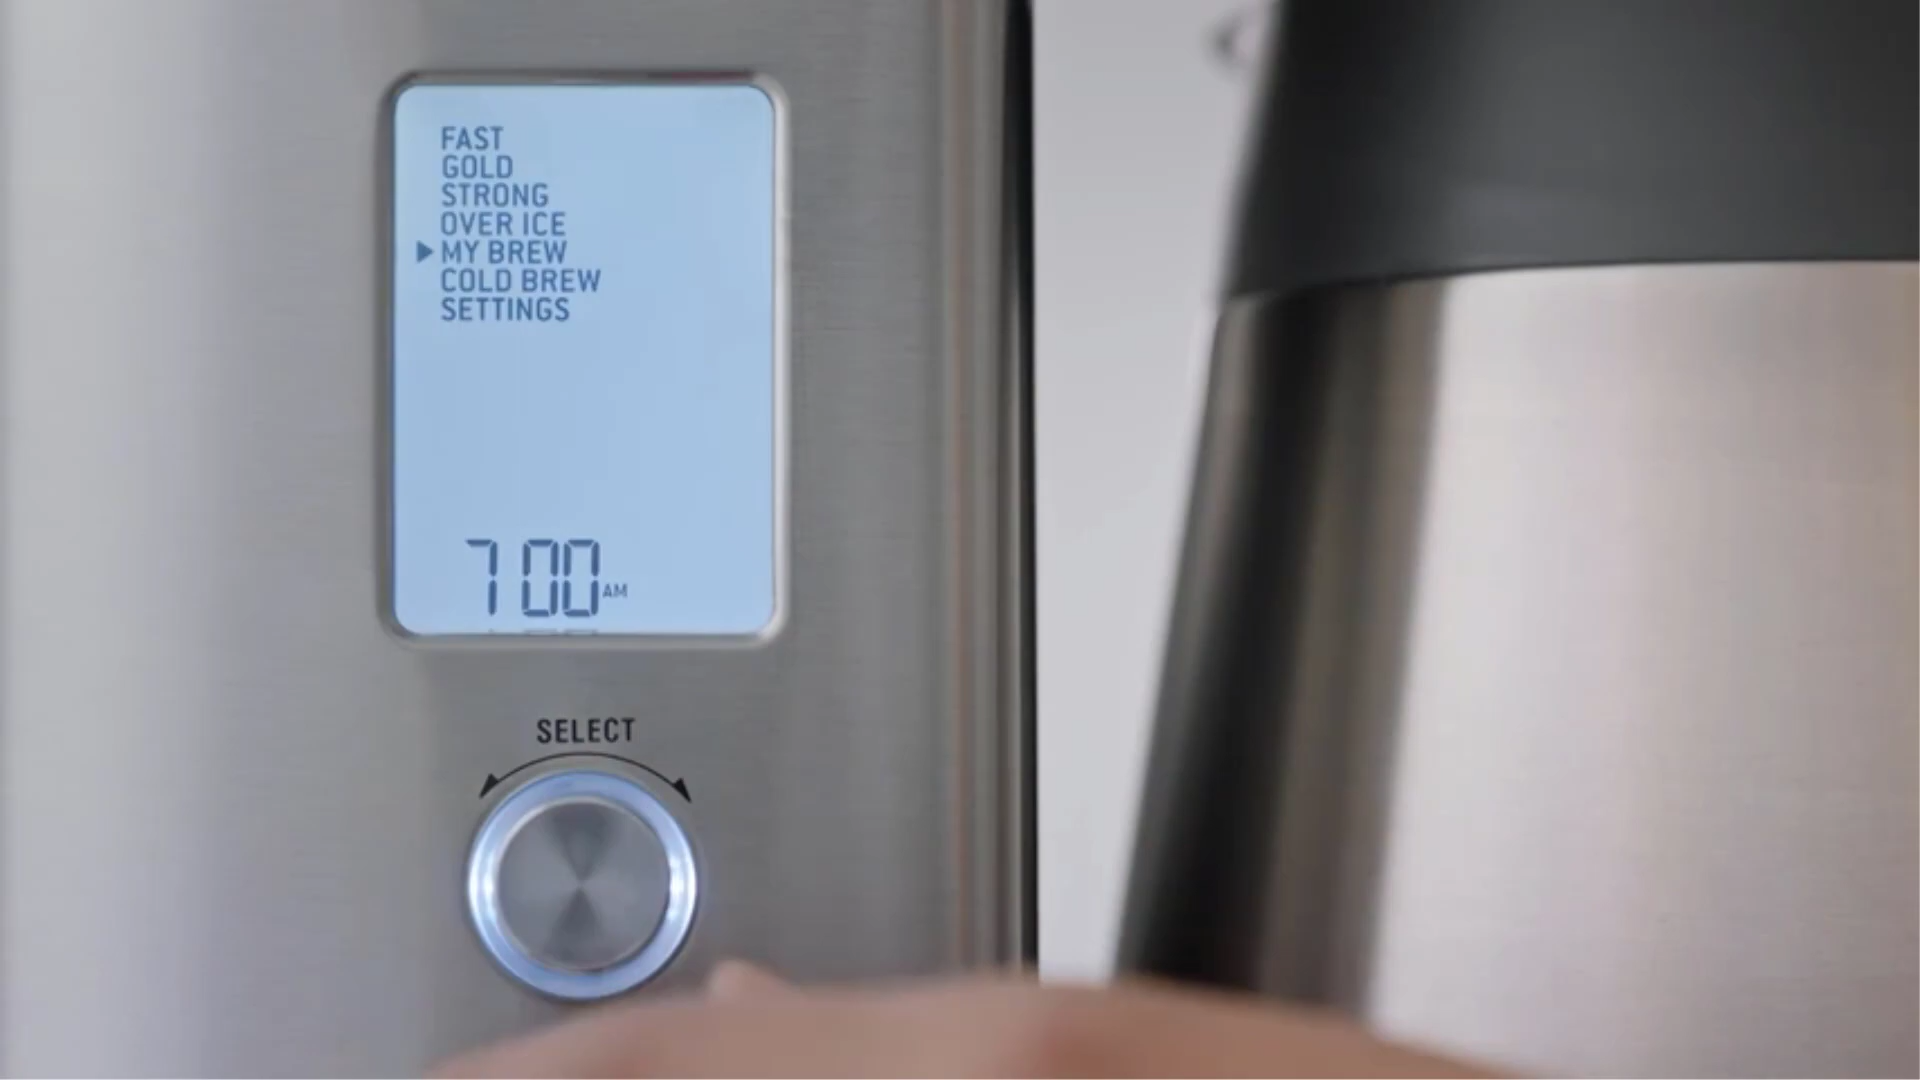 FAST
GOLD
STRONG
OVER ICE
MY BREW
COLD BREW
SETTINGS
7 00 AM
SELECT